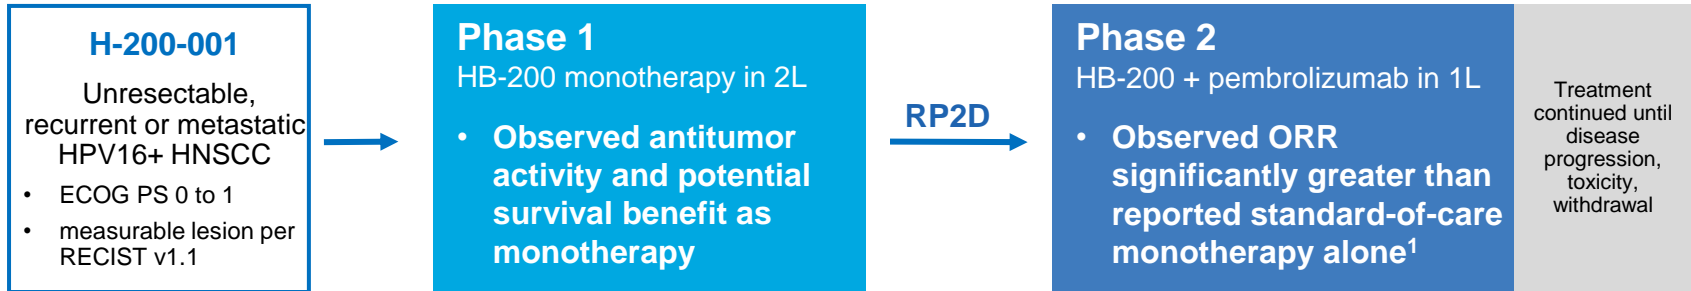 H-200-001
Unresectable,
recurrent or metastatic
HPV16+ HNSCC
• ECOG PS 0 to 1
• measurable lesion per
RECIST v1.1
Phase 1
HB-200 monotherapy in 2L
• Observed antitumor
activity and potential
survival benefit as
monotherapy
RP2D
Phase 2
HB-200 + pembrolizumab in 1L
• Observed ORR
significantly greater than
reported standard-of-care
monotherapy alone¹
Treatment
continued until
disease
progression,
toxicity,
withdrawal